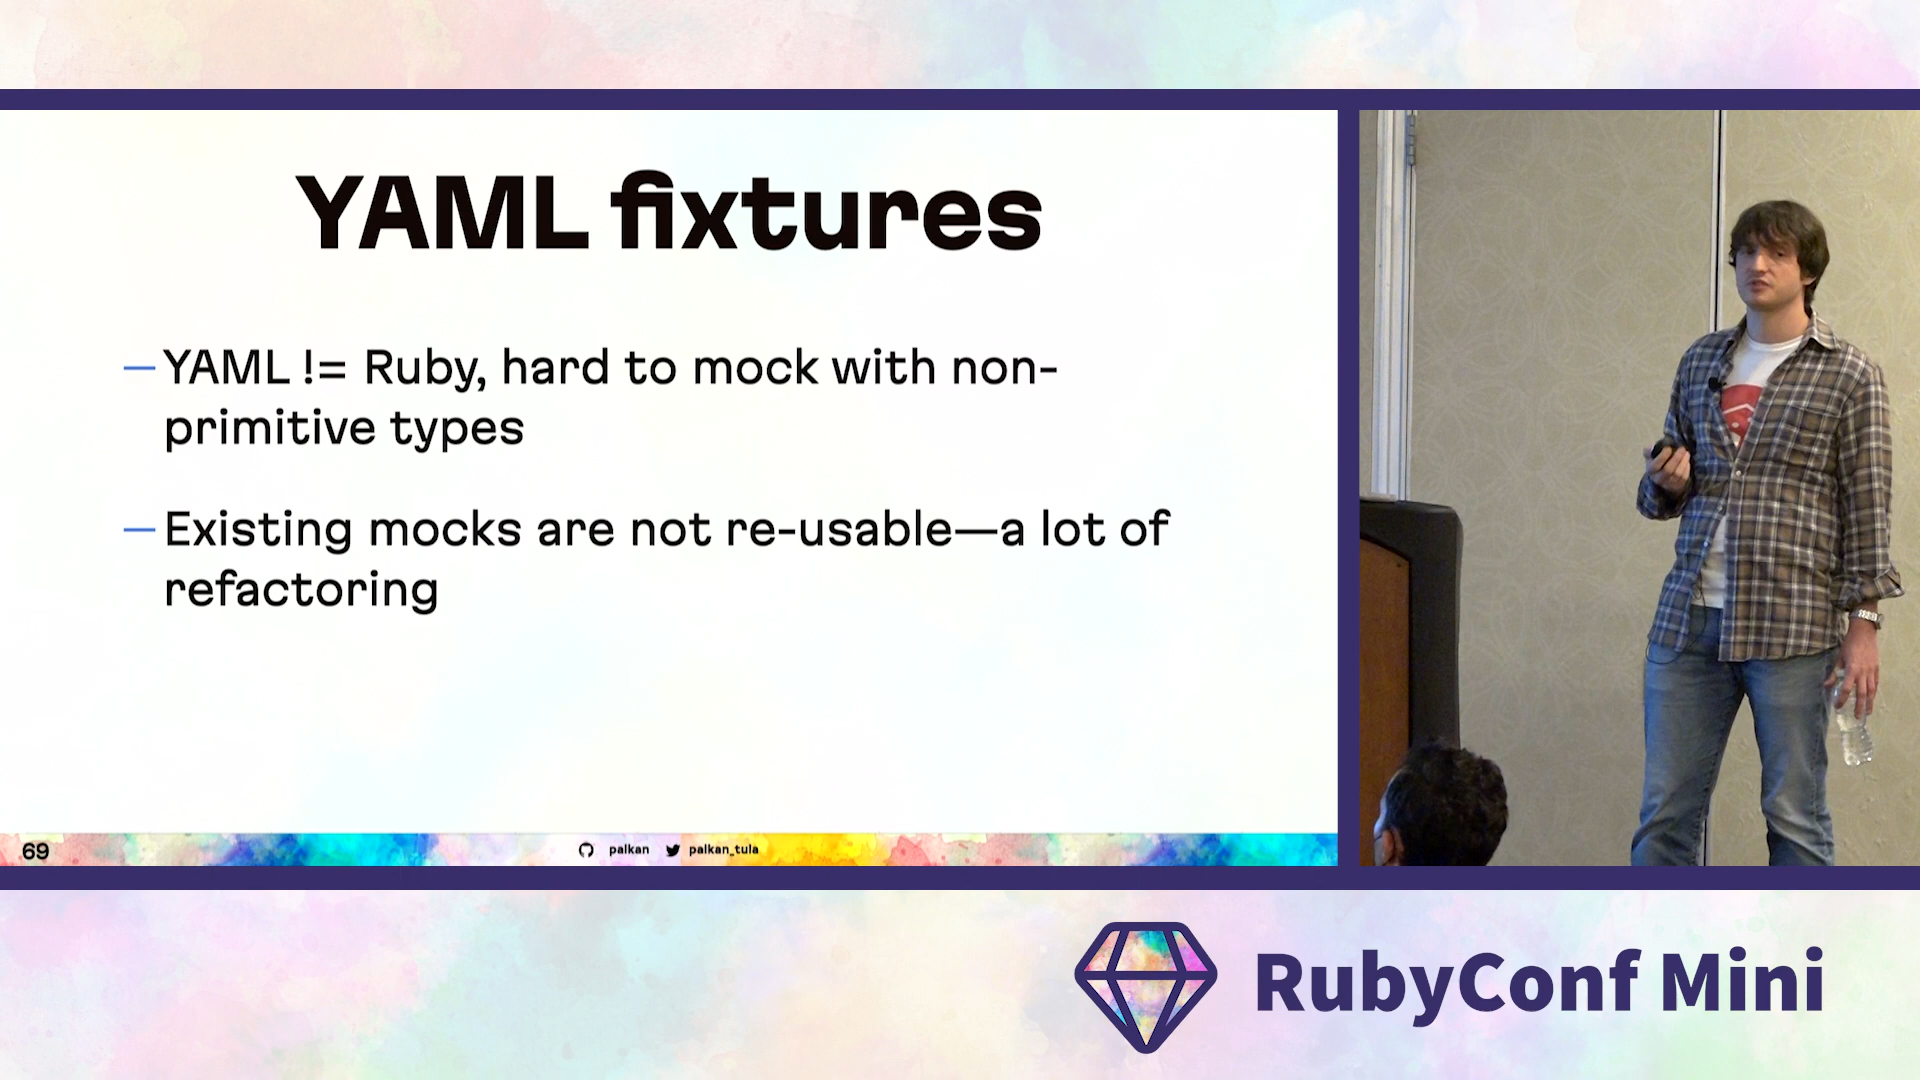 YAML fixtures
— YAML != Ruby, hard to mock with non-
primitive types
— Existing mocks are not re-usable—a lot of
refactoring
69
palkan
palkan_tula
RubyConf Mini